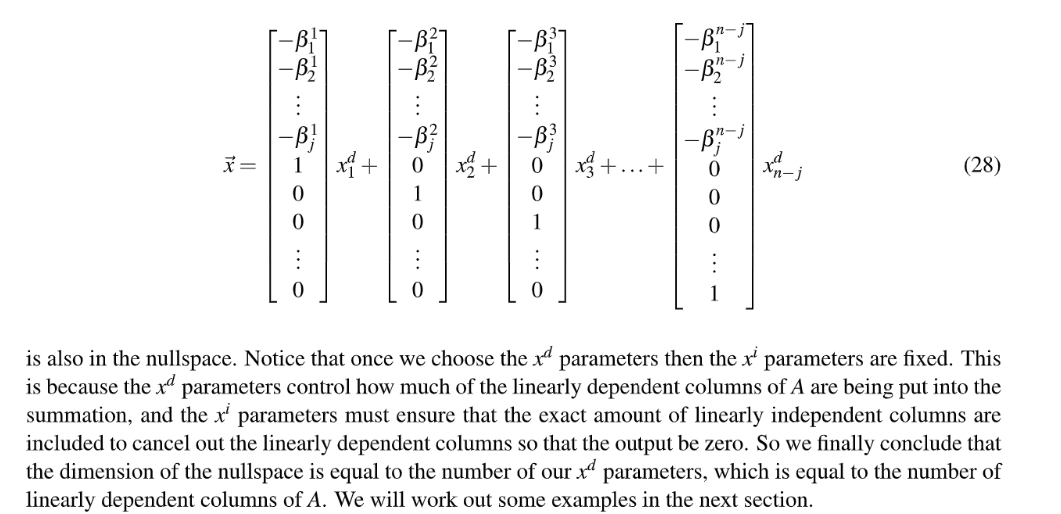 $$\vec{x} = \begin{bmatrix} -\beta_1^1 \\ -\beta_2^1 \\ \vdots \\ -\beta_j^1 \\ 1 \\ 0 \\ 0 \\ \vdots \\ 0 \end{bmatrix} x_1^d + \begin{bmatrix} -\beta_1^2 \\ -\beta_2^2 \\ \vdots \\ -\beta_j^2 \\ 0 \\ 1 \\ 0 \\ \vdots \\ 0 \end{bmatrix} x_2^d + \begin{bmatrix} -\beta_1^3 \\ -\beta_2^3 \\ \vdots \\ -\beta_j^3 \\ 0 \\ 0 \\ 1 \\ \vdots \\ 0 \end{bmatrix} x_3^d + \ldots + \begin{bmatrix} -\beta_1^{n-j} \\ -\beta_2^{n-j} \\ \vdots \\ -\beta_j^{n-j} \\ 0 \\ 0 \\ 0 \\ \vdots \\ 1 \end{bmatrix} x_{n-j}^d \quad (28)$$
is also in the nullspace. Notice that once we choose the $x^d$ parameters then the $x^i$ parameters are fixed. This
is because the $x^d$ parameters control how much of the linearly dependent columns of $A$ are being put into the
summation, and the $x^i$ parameters must ensure that the exact amount of linearly independent columns are
included to cancel out the linearly dependent columns so that the output be zero. So we finally conclude that
the dimension of the nullspace is equal to the number of our $x^d$ parameters, which is equal to the number of
linearly dependent columns of $A$. We will work out some examples in the next section.